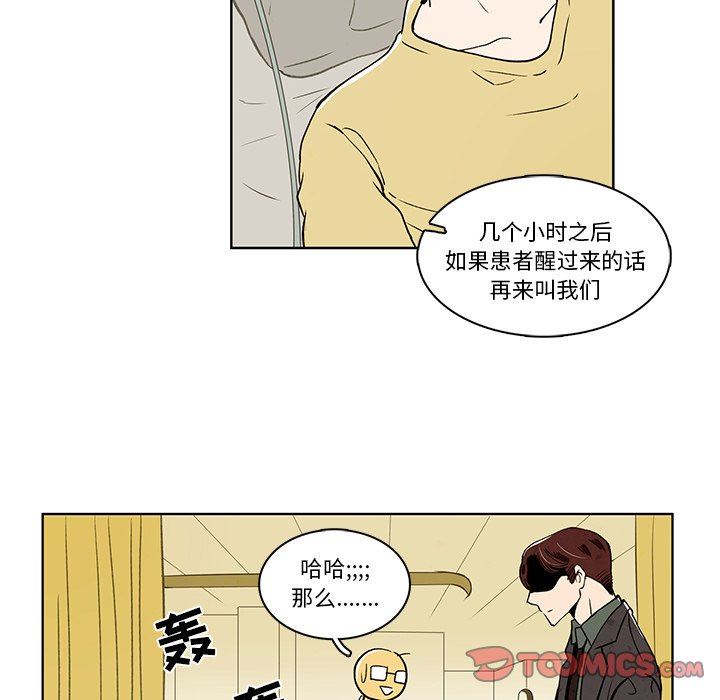 几个小时之后
如果患者醒过来的话
再来叫我们
哈哈;;;;
那么.......
轰
TOOMICS.COM